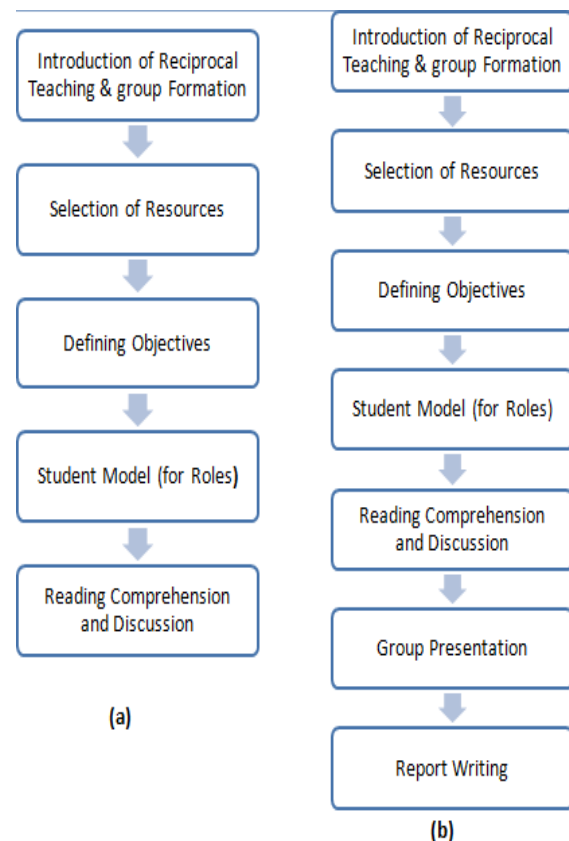 Introduction of Reciprocal
Teaching & group Formation
Selection of Resources
Defining Objectives
Student Model (for Roles)
Reading Comprehension
and Discussion
(a)
Introduction of Reciprocal
Teaching & group Formation
Selection of Resources
Defining Objectives
Student Model (for Roles)
Reading Comprehension
and Discussion
Group Presentation
Report Writing
(b)